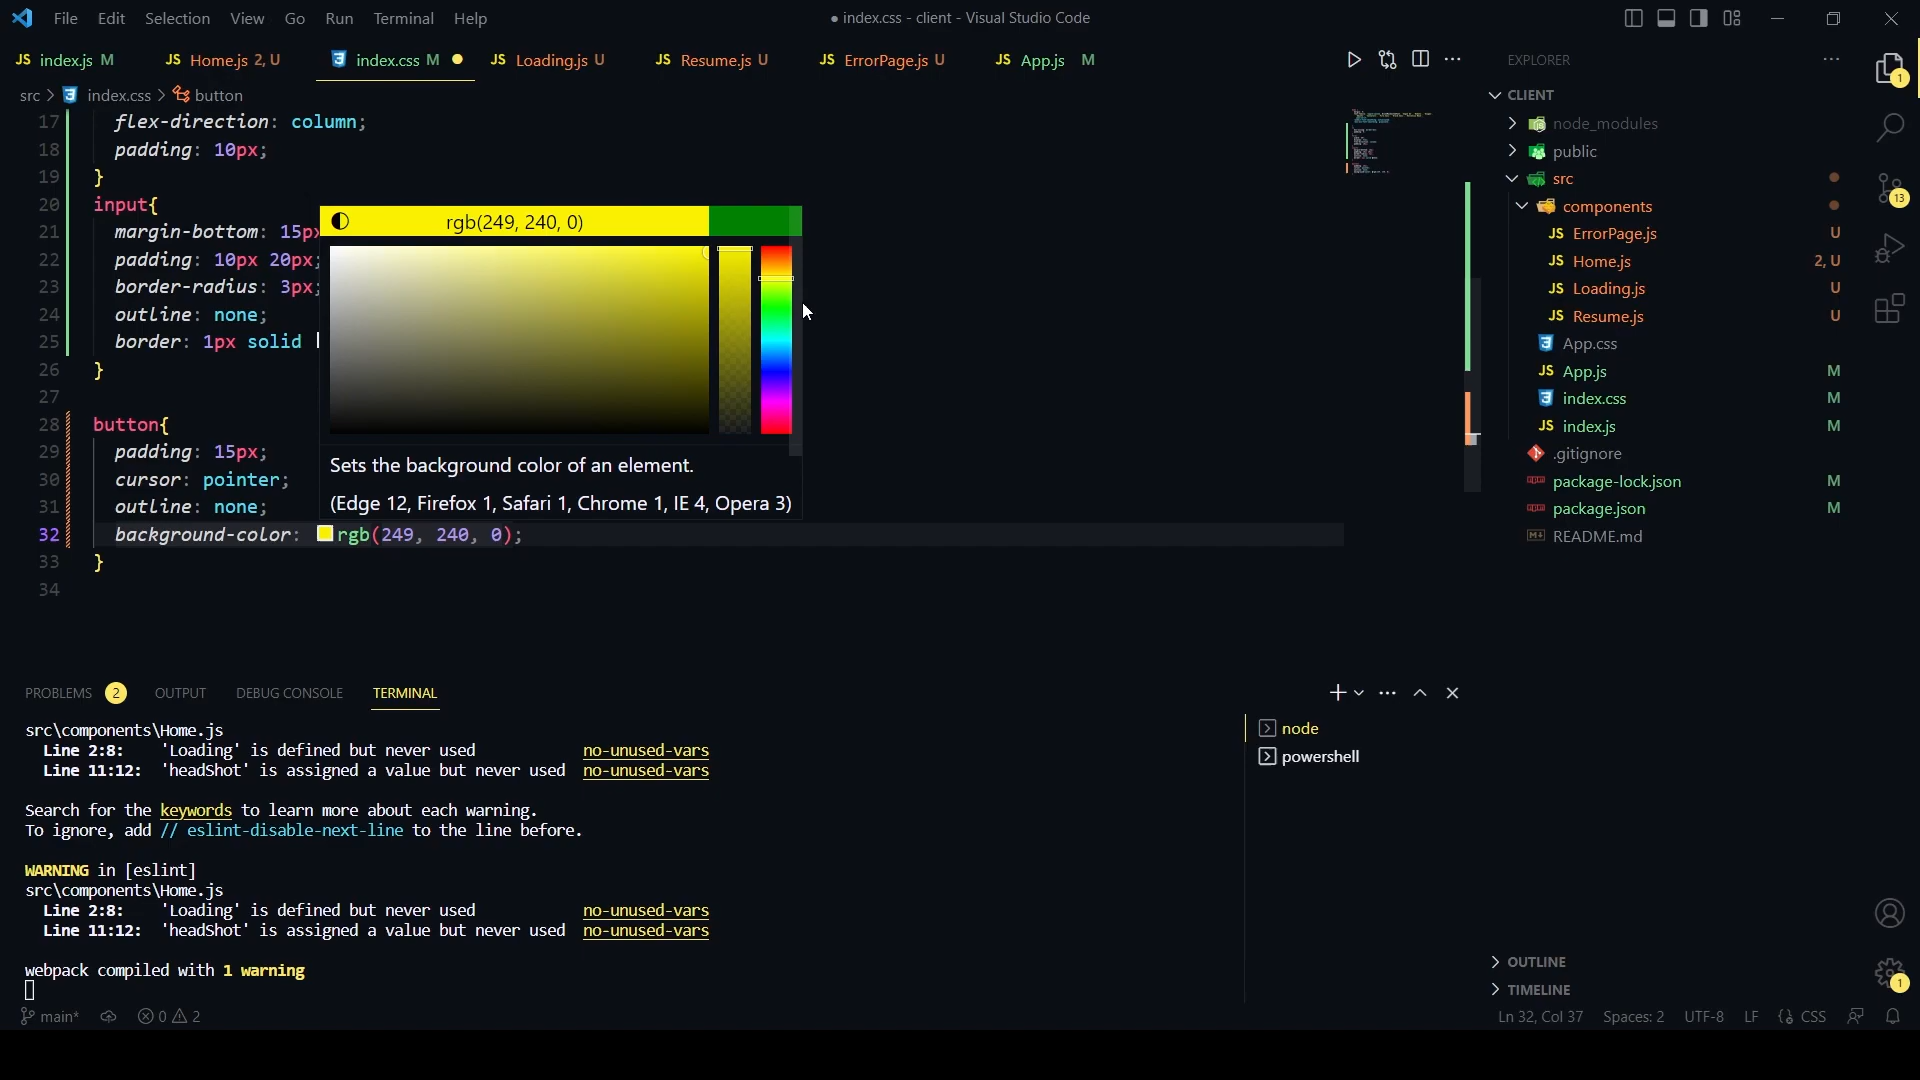 File Edit Selection View Go Run Terminal Help
● index.css - client - Visual Studio Code
JS index.js M JS Home.js 2, U index.css M JS Loading.js U JS Resume.js U JS ErrorPage.js U JS App.js M
src > index.css > button
17 flex-direction: column;
18 padding: 10px;
19 }
20 input{
21 margin-bottom: 15px
22 padding: 10px 20px;
23 border-radius: 3px;
24 outline: none;
25 border: 1px solid
26 }
27
28 button{
29 padding: 15px;
30 cursor: pointer;
31 outline: none;
32 background-color: rgb(249, 240, 0);
33 }
34
rgb(249, 240, 0)
Sets the background color of an element.
(Edge 12, Firefox 1, Safari 1, Chrome 1, IE 4, Opera 3)
EXPLORER
CLIENT
node_modules
public
src
components
JS ErrorPage.js U
JS Home.js 2, U
JS Loading.js U
JS Resume.js U
App.css
JS App.js M
index.css M
JS index.js M
.gitignore
package-lock.json M
package.json M
README.md
OUTLINE
TIMELINE
1
13
1
PROBLEMS 2 OUTPUT DEBUG CONSOLE TERMINAL
src\components\Home.js
Line 2:8: 'Loading' is defined but never used no-unused-vars
Line 11:12: 'headShot' is assigned a value but never used no-unused-vars
Search for the keywords to learn more about each warning.
To ignore, add // eslint-disable-next-line to the line before.
WARNING in [eslint]
src\components\Home.js
Line 2:8: 'Loading' is defined but never used no-unused-vars
Line 11:12: 'headShot' is assigned a value but never used no-unused-vars
webpack compiled with 1 warning
node
powershell
main* 0 2
Ln 32, Col 37 Spaces: 2 UTF-8 LF CSS